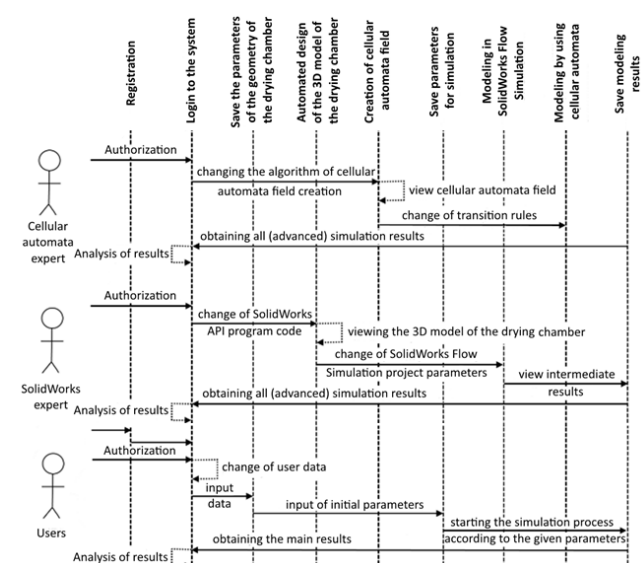 Registration
Login to the system
Save the parameters
of the geometry of
the drying chamber
Automated design
of the 3D model of
the drying chamber
Creation of cellular
automata field
Save parameters
for simulation
Modeling in
SolidWorks Flow
Simulation
Modeling by using
cellular automata
Save modeling
results
Authorization
changing the algorithm of cellular
automata field creation
view cellular automata field
change of transition rules
Cellular
automata
expert
obtaining all (advanced) simulation results
Analysis of results
Authorization
change of SolidWorks
API program code
viewing the 3D model of the drying chamber
change of SolidWorks Flow
Simulation project parameters
view intermediate
results
SolidWorks
expert
obtaining all (advanced) simulation results
Analysis of results
Authorization
change of user data
input
data
input of initial parameters
starting the simulation process
according to the given parameters
Users
obtaining the main results
Analysis of results